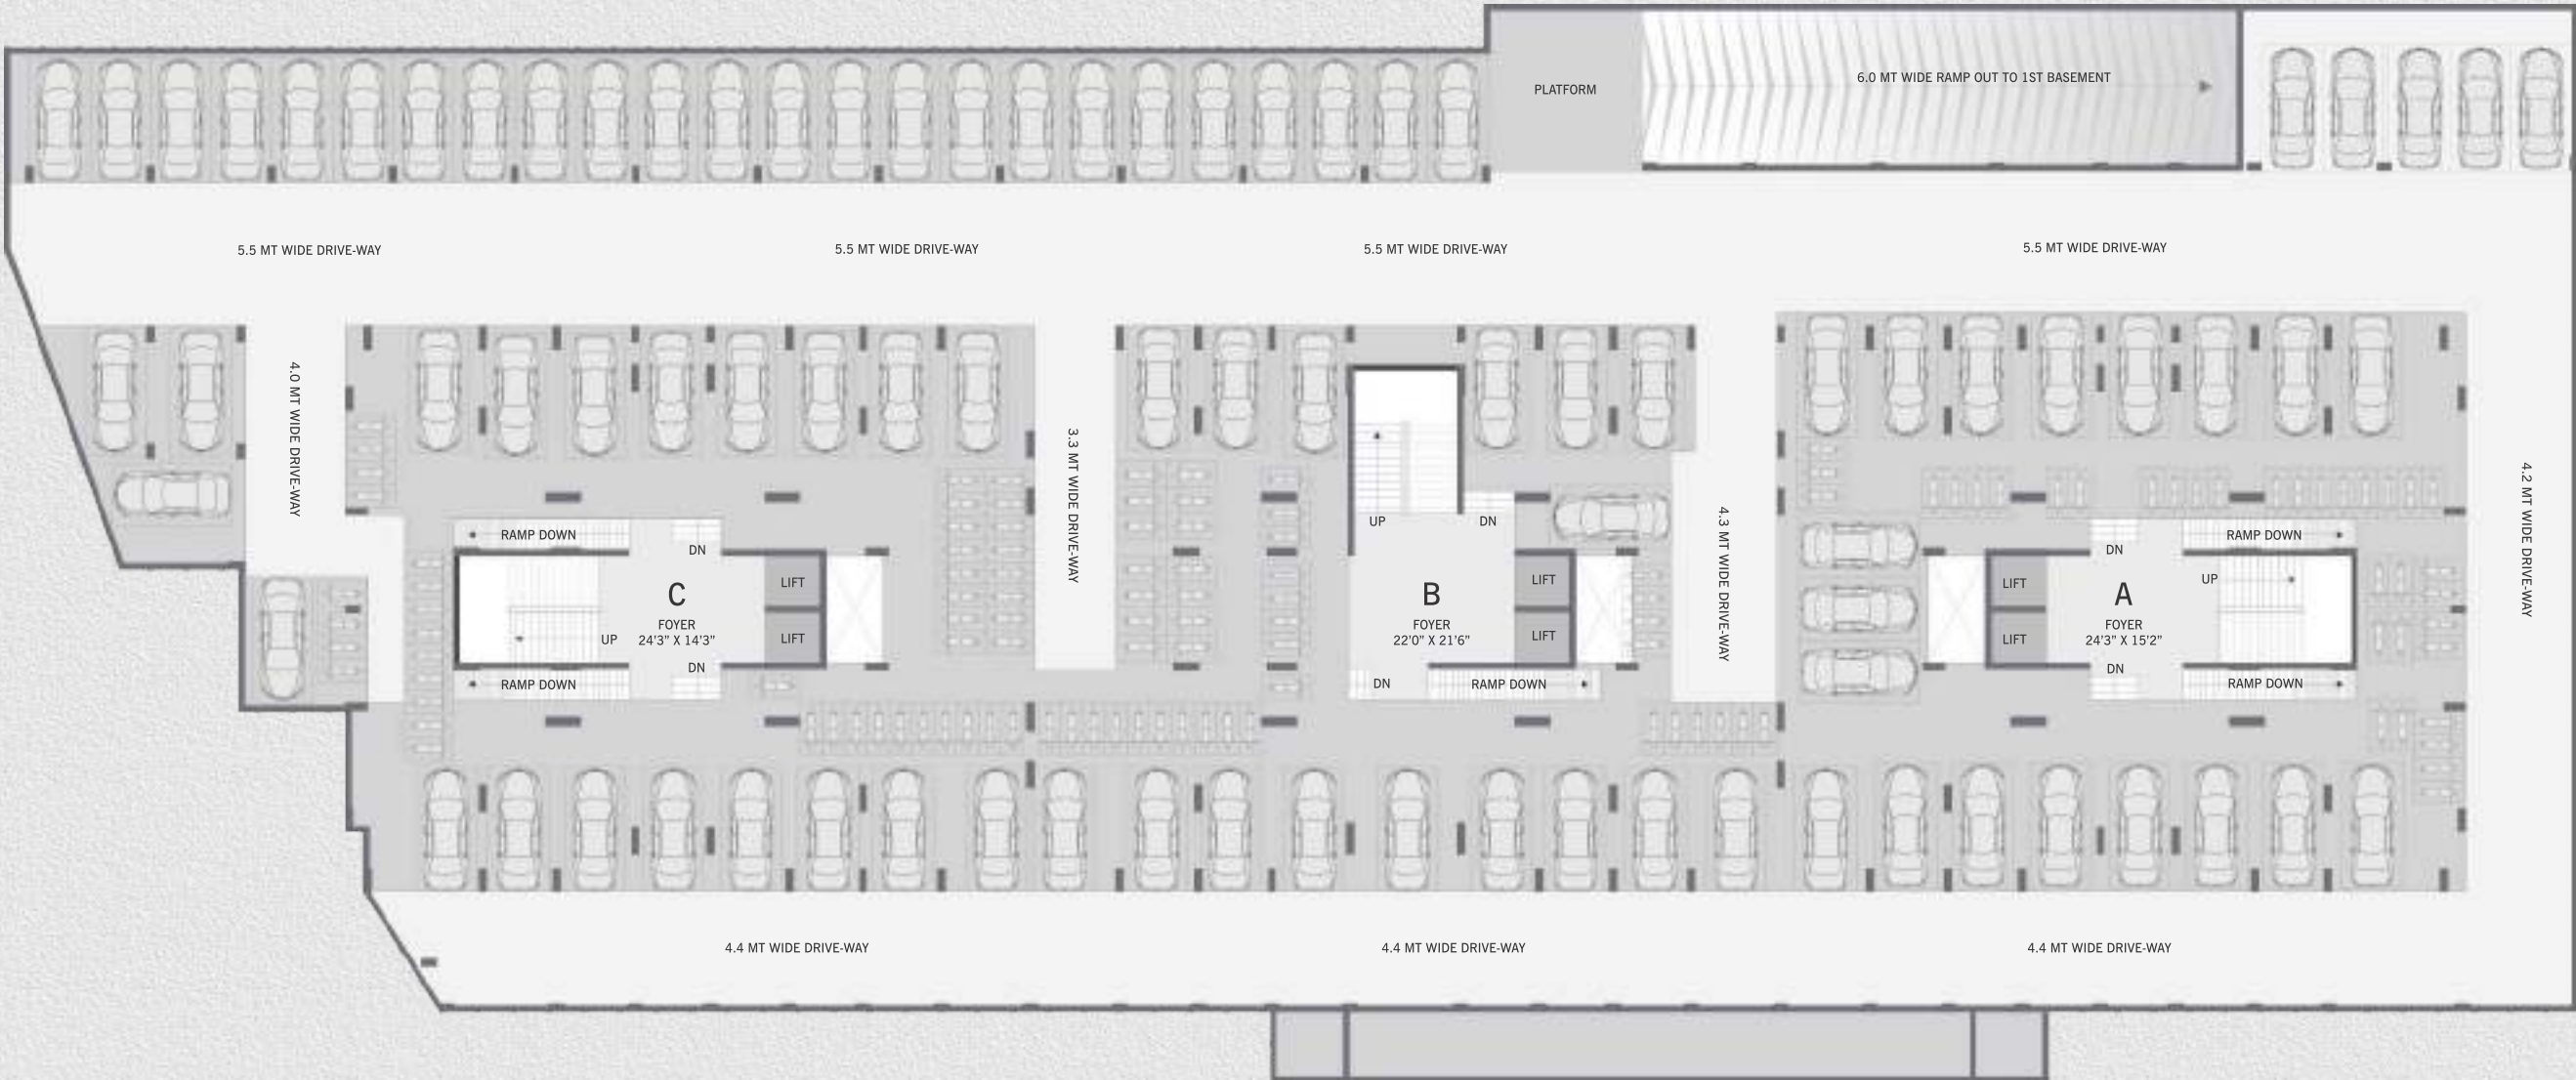 6.0 MT WIDE RAMP OUT TO 1ST BASEMENT
PLATFORM
5.5 MT WIDE DRIVE-WAY
5.5 MT WIDE DRIVE-WAY
5.5 MT WIDE DRIVE-WAY
5.5 MT WIDE DRIVE-WAY
4.0 MT WIDE DRIVE-WAY
3.3 MT WIDE DRIVE-WAY
4.3 MT WIDE DRIVE-WAY
4.2 MT WIDE DRIVE-WAY
RAMP DOWN
DN
LIFT
C
FOYER
24'3" X 14'3"
UP
LIFT
DN
RAMP DOWN
UP
DN
LIFT
B
FOYER
22'0" X 21'6"
LIFT
DN
RAMP DOWN
RAMP DOWN
DN
UP
LIFT
A
FOYER
24'3" X 15'2"
LIFT
DN
RAMP DOWN
4.4 MT WIDE DRIVE-WAY
4.4 MT WIDE DRIVE-WAY
4.4 MT WIDE DRIVE-WAY